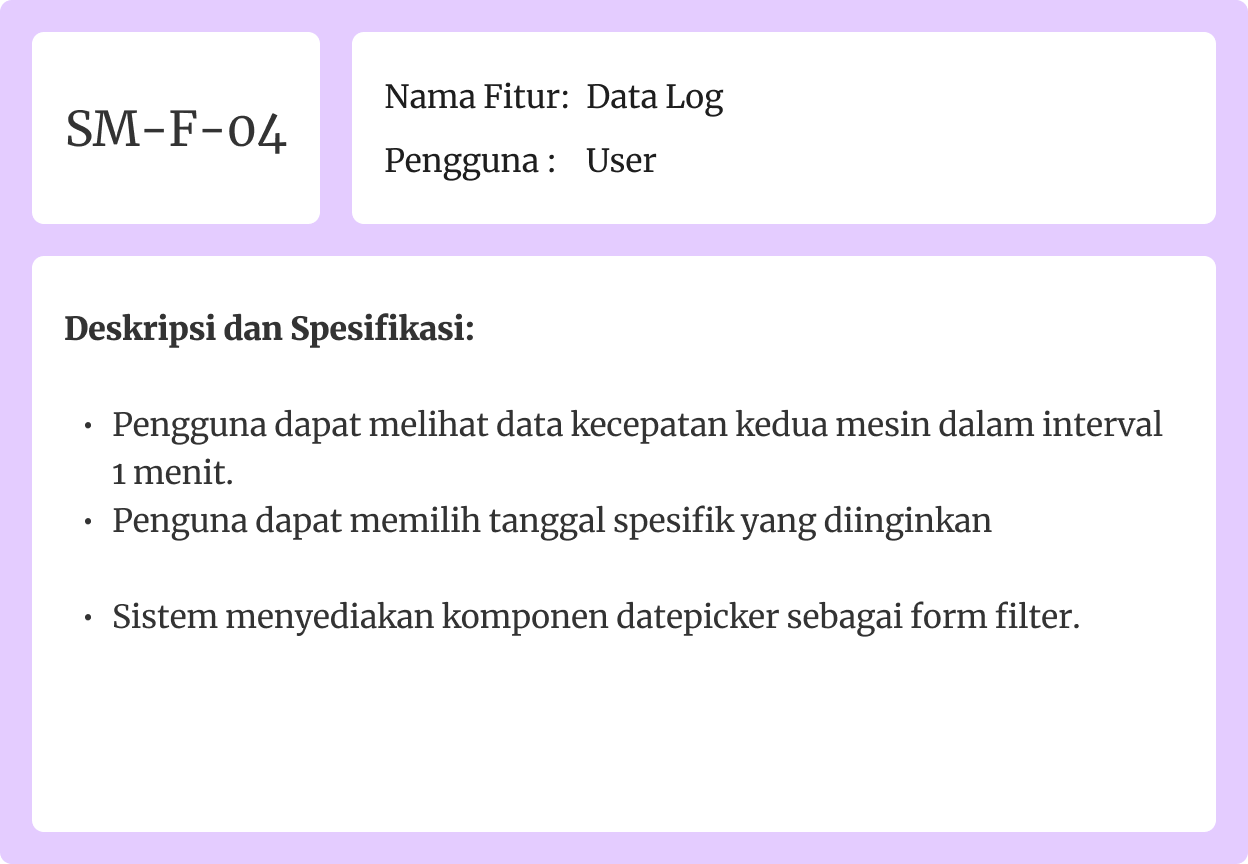 SM-F-04
Nama Fitur: Data Log
Pengguna : User
Deskripsi dan Spesifikasi:
• Pengguna dapat melihat data kecepatan kedua mesin dalam interval
1 menit.
• Penguna dapat memilih tanggal spesifik yang diinginkan
• Sistem menyediakan komponen datepicker sebagai form filter.